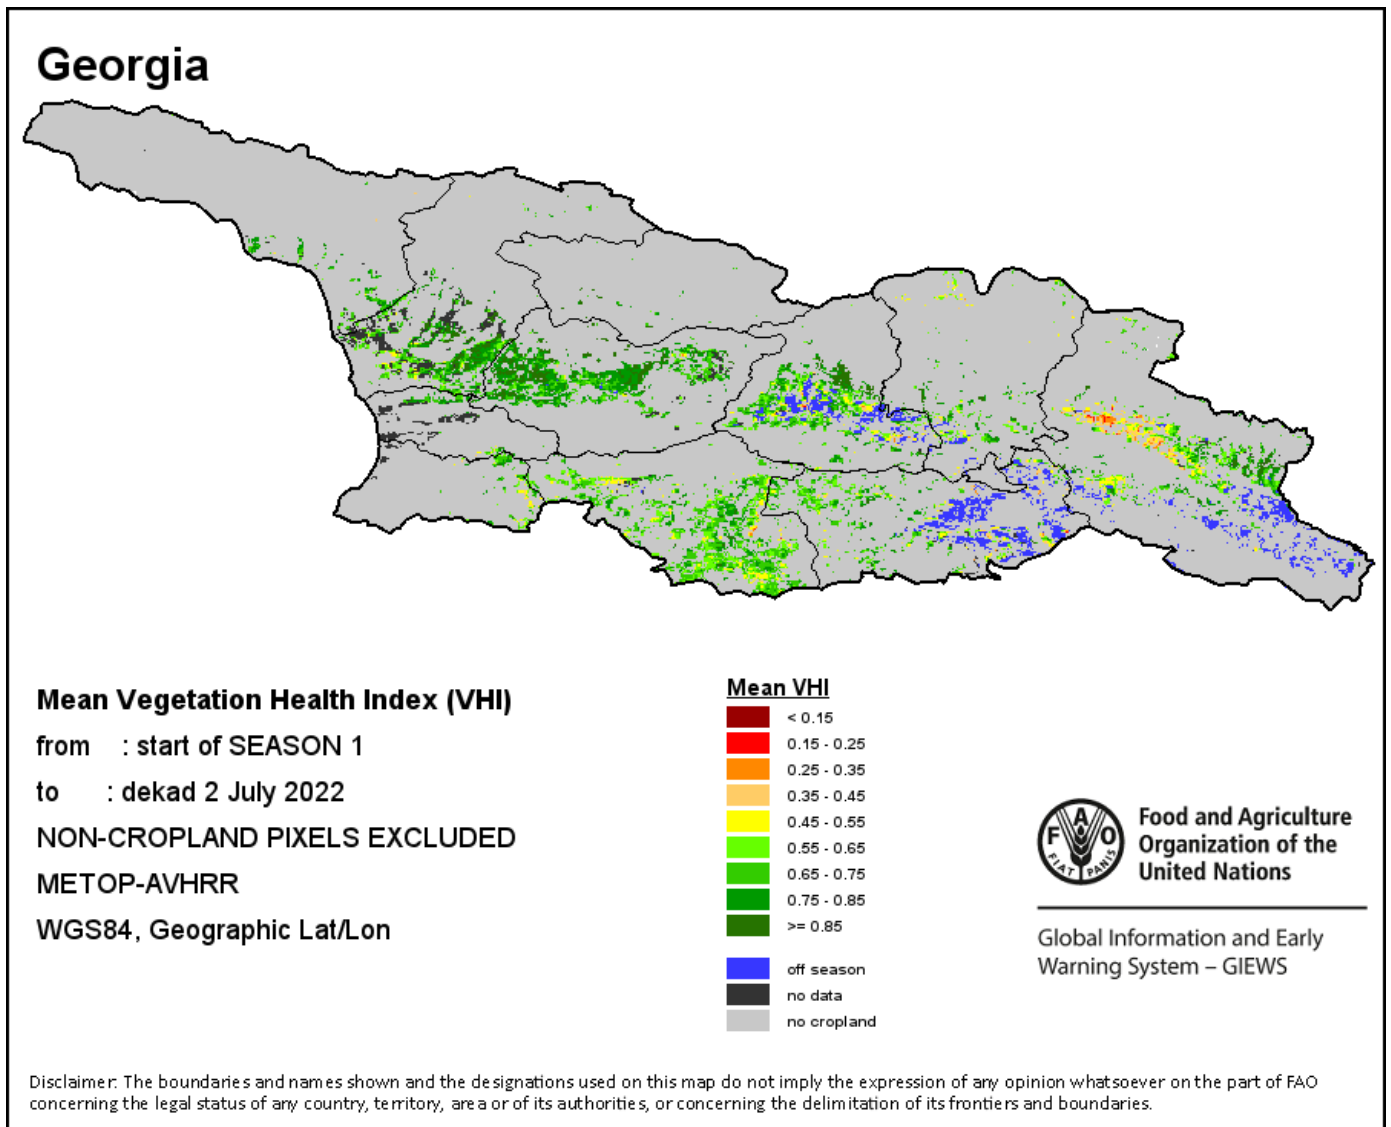 Georgia
Mean Vegetation Health Index (VHI)
from : start of SEASON 1
to : dekad 2 July 2022
NON-CROPLAND PIXELS EXCLUDED
METOP-AVHRR
WGS84, Geographic Lat/Lon
Mean VHI
< 0.15
0.15 - 0.25
0.25 - 0.35
0.35 - 0.45
0.45 - 0.55
0.55 - 0.65
0.65 - 0.75
0.75 - 0.85
>= 0.85
off season
no data
no cropland
F A O
FIAT PANIS
Food and Agriculture
Organization of the
United Nations
Global Information and Early
Warning System – GIEWS
Disclaimer: The boundaries and names shown and the designations used on this map do not imply the expression of any opinion whatsoever on the part of FAO
concerning the legal status of any country, territory, area or of its authorities, or concerning the delimitation of its frontiers and boundaries.